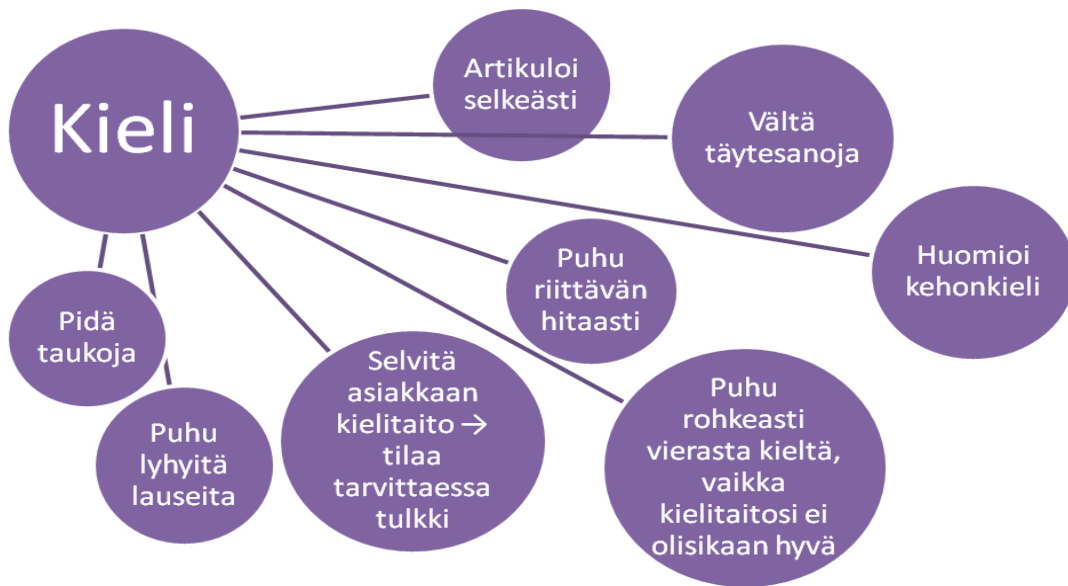 Kieli
Artikuloi
selkeästi
Vältä
täytesanoja
Huomioi
kehonkieli
Puhu
riittävän
hitaasti
Pidä
taukoja
Puhu
lyhyitä
lauseita
Selvitä
asiakkaan
kielitaito →
tilaa
tarvittaessa
tulkki
Puhu
rohkeasti
vierasta kieltä,
vaikka
kielitaitosi ei
olisikaan hyvä